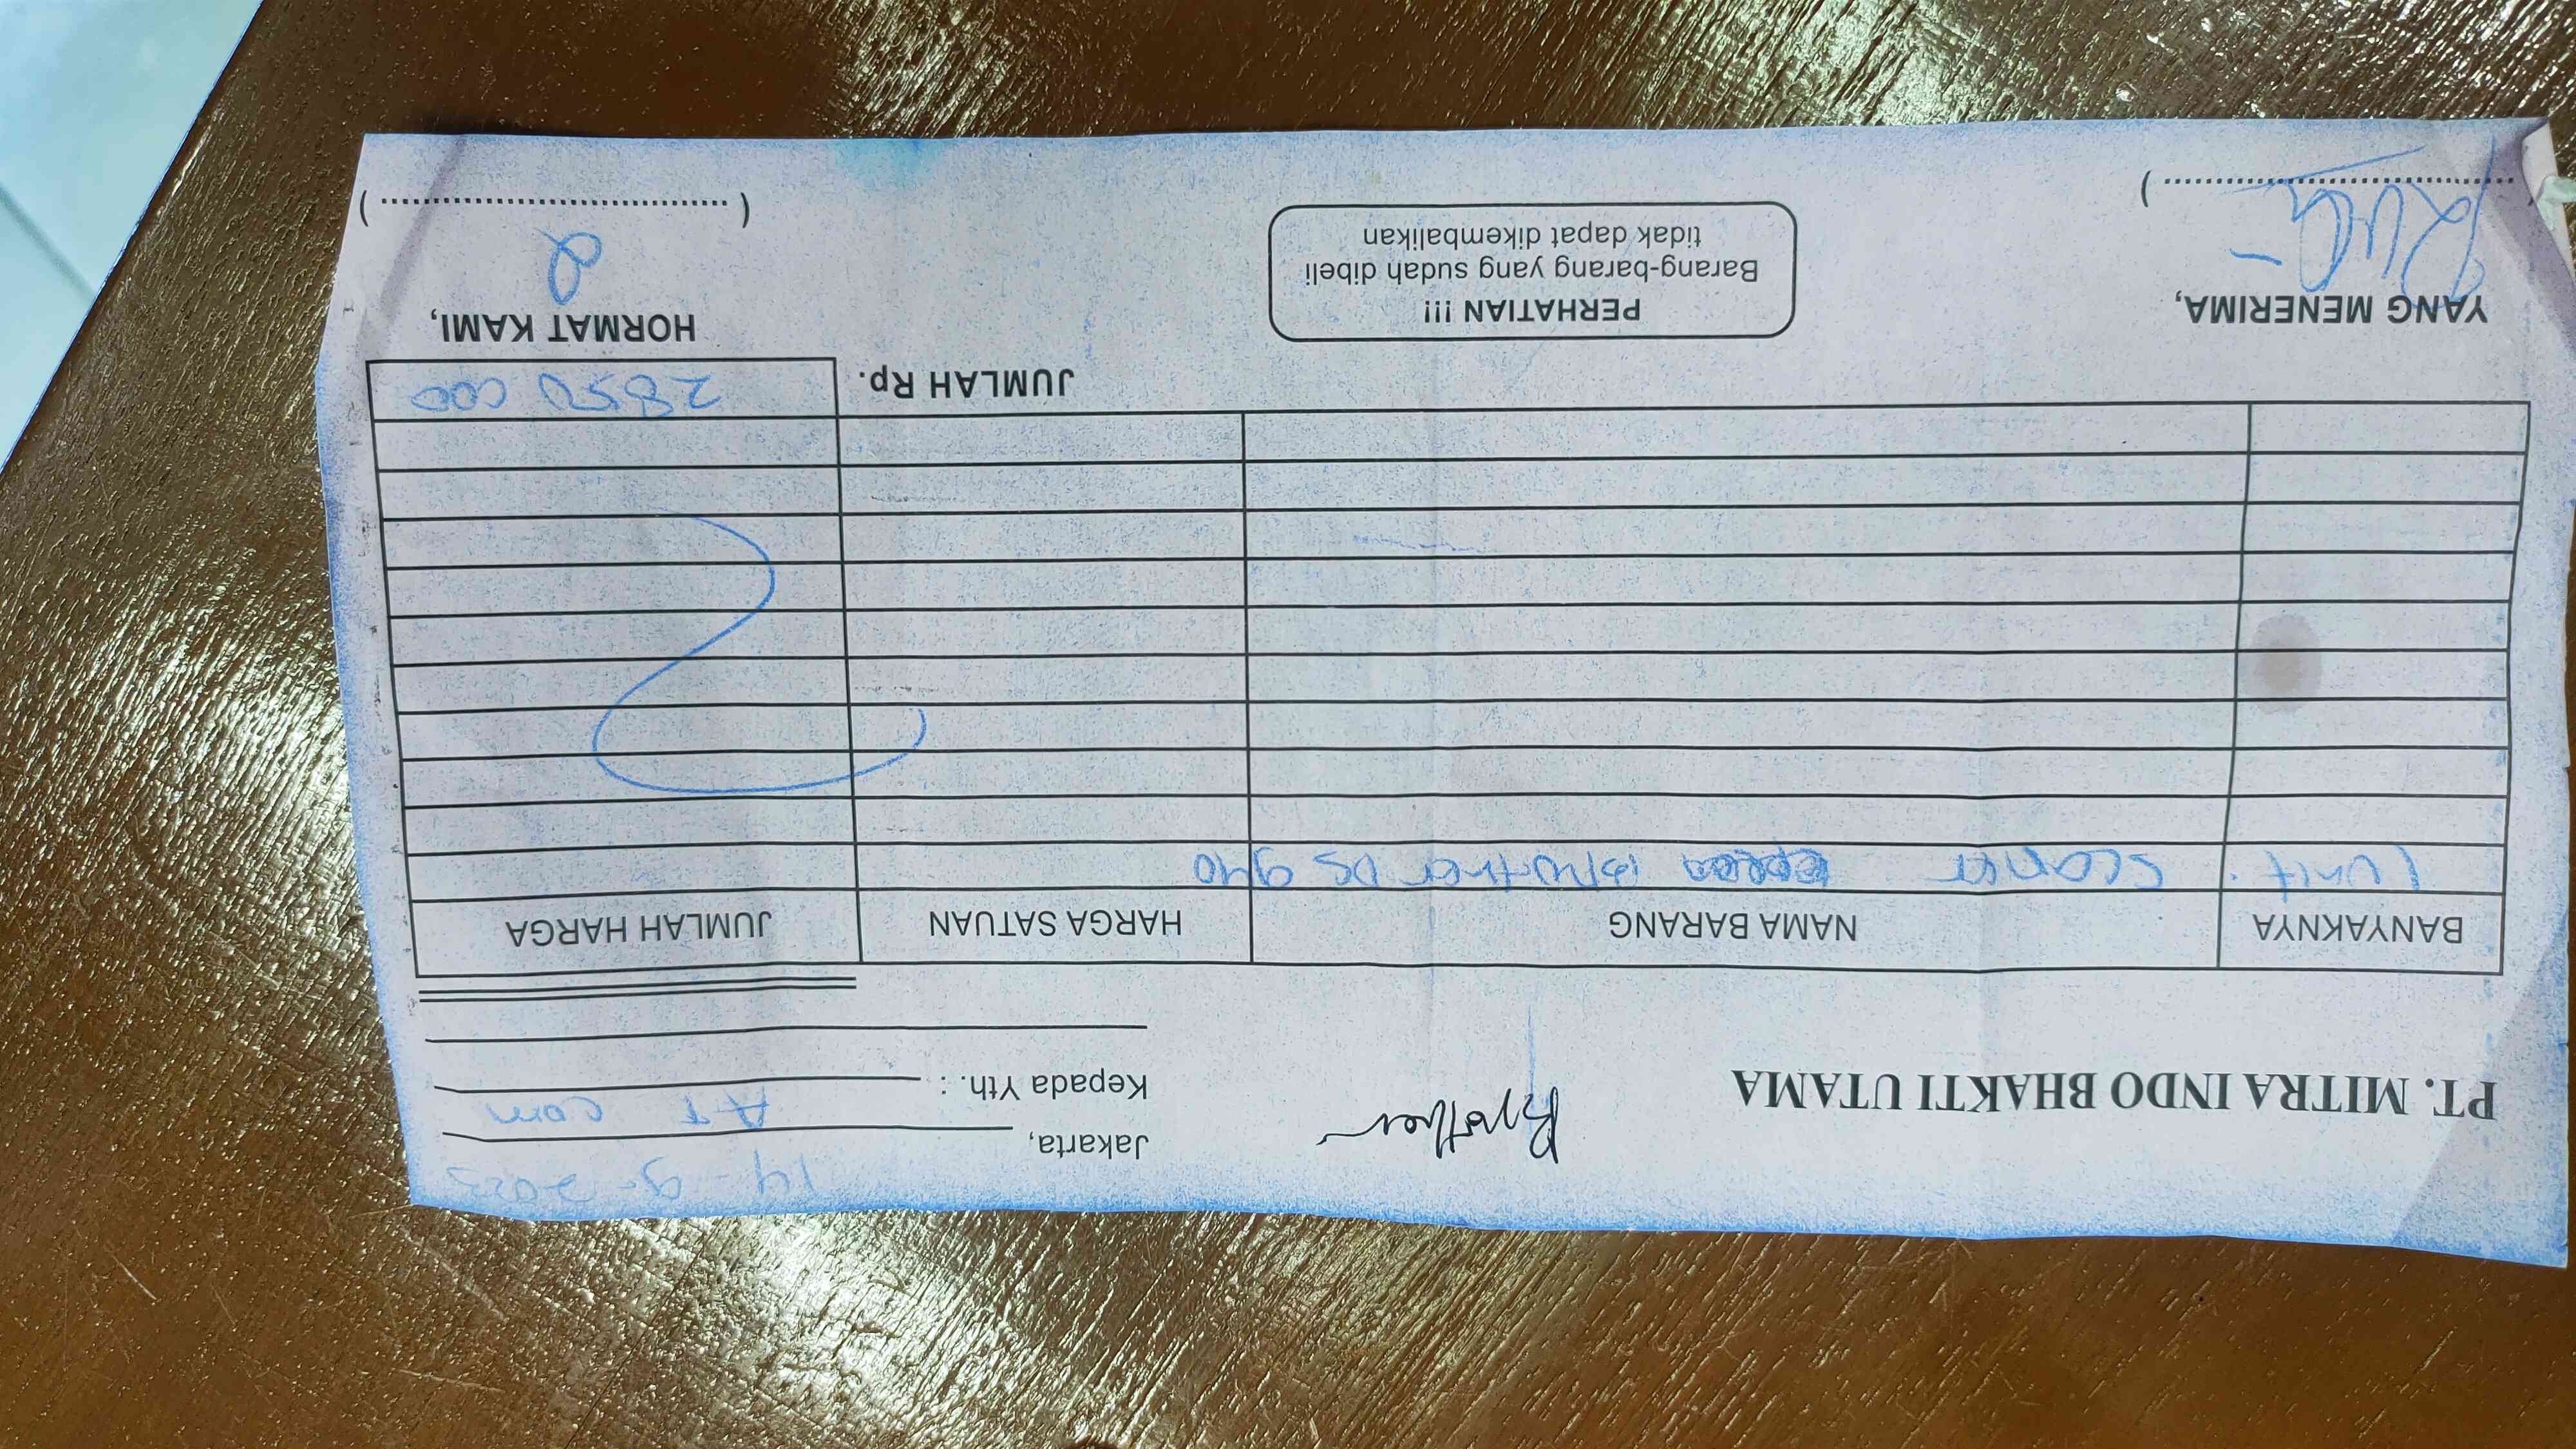 PT. MITRA INDO BHAKTI UTAMA
Brother
Jakarta, 14-9-2023
Kepada Yth. : AT com
BANYAKNYA NAMA BARANG HARGA SATUAN JUMLAH HARGA
1 unit. scaner Brother DS 940
JUMLAH Rp. 2850 000
YANG MENERIMA,
PERHATIAN !!!
Barang-barang yang sudah dibeli
tidak dapat dikembalikan
HORMAT KAMI,